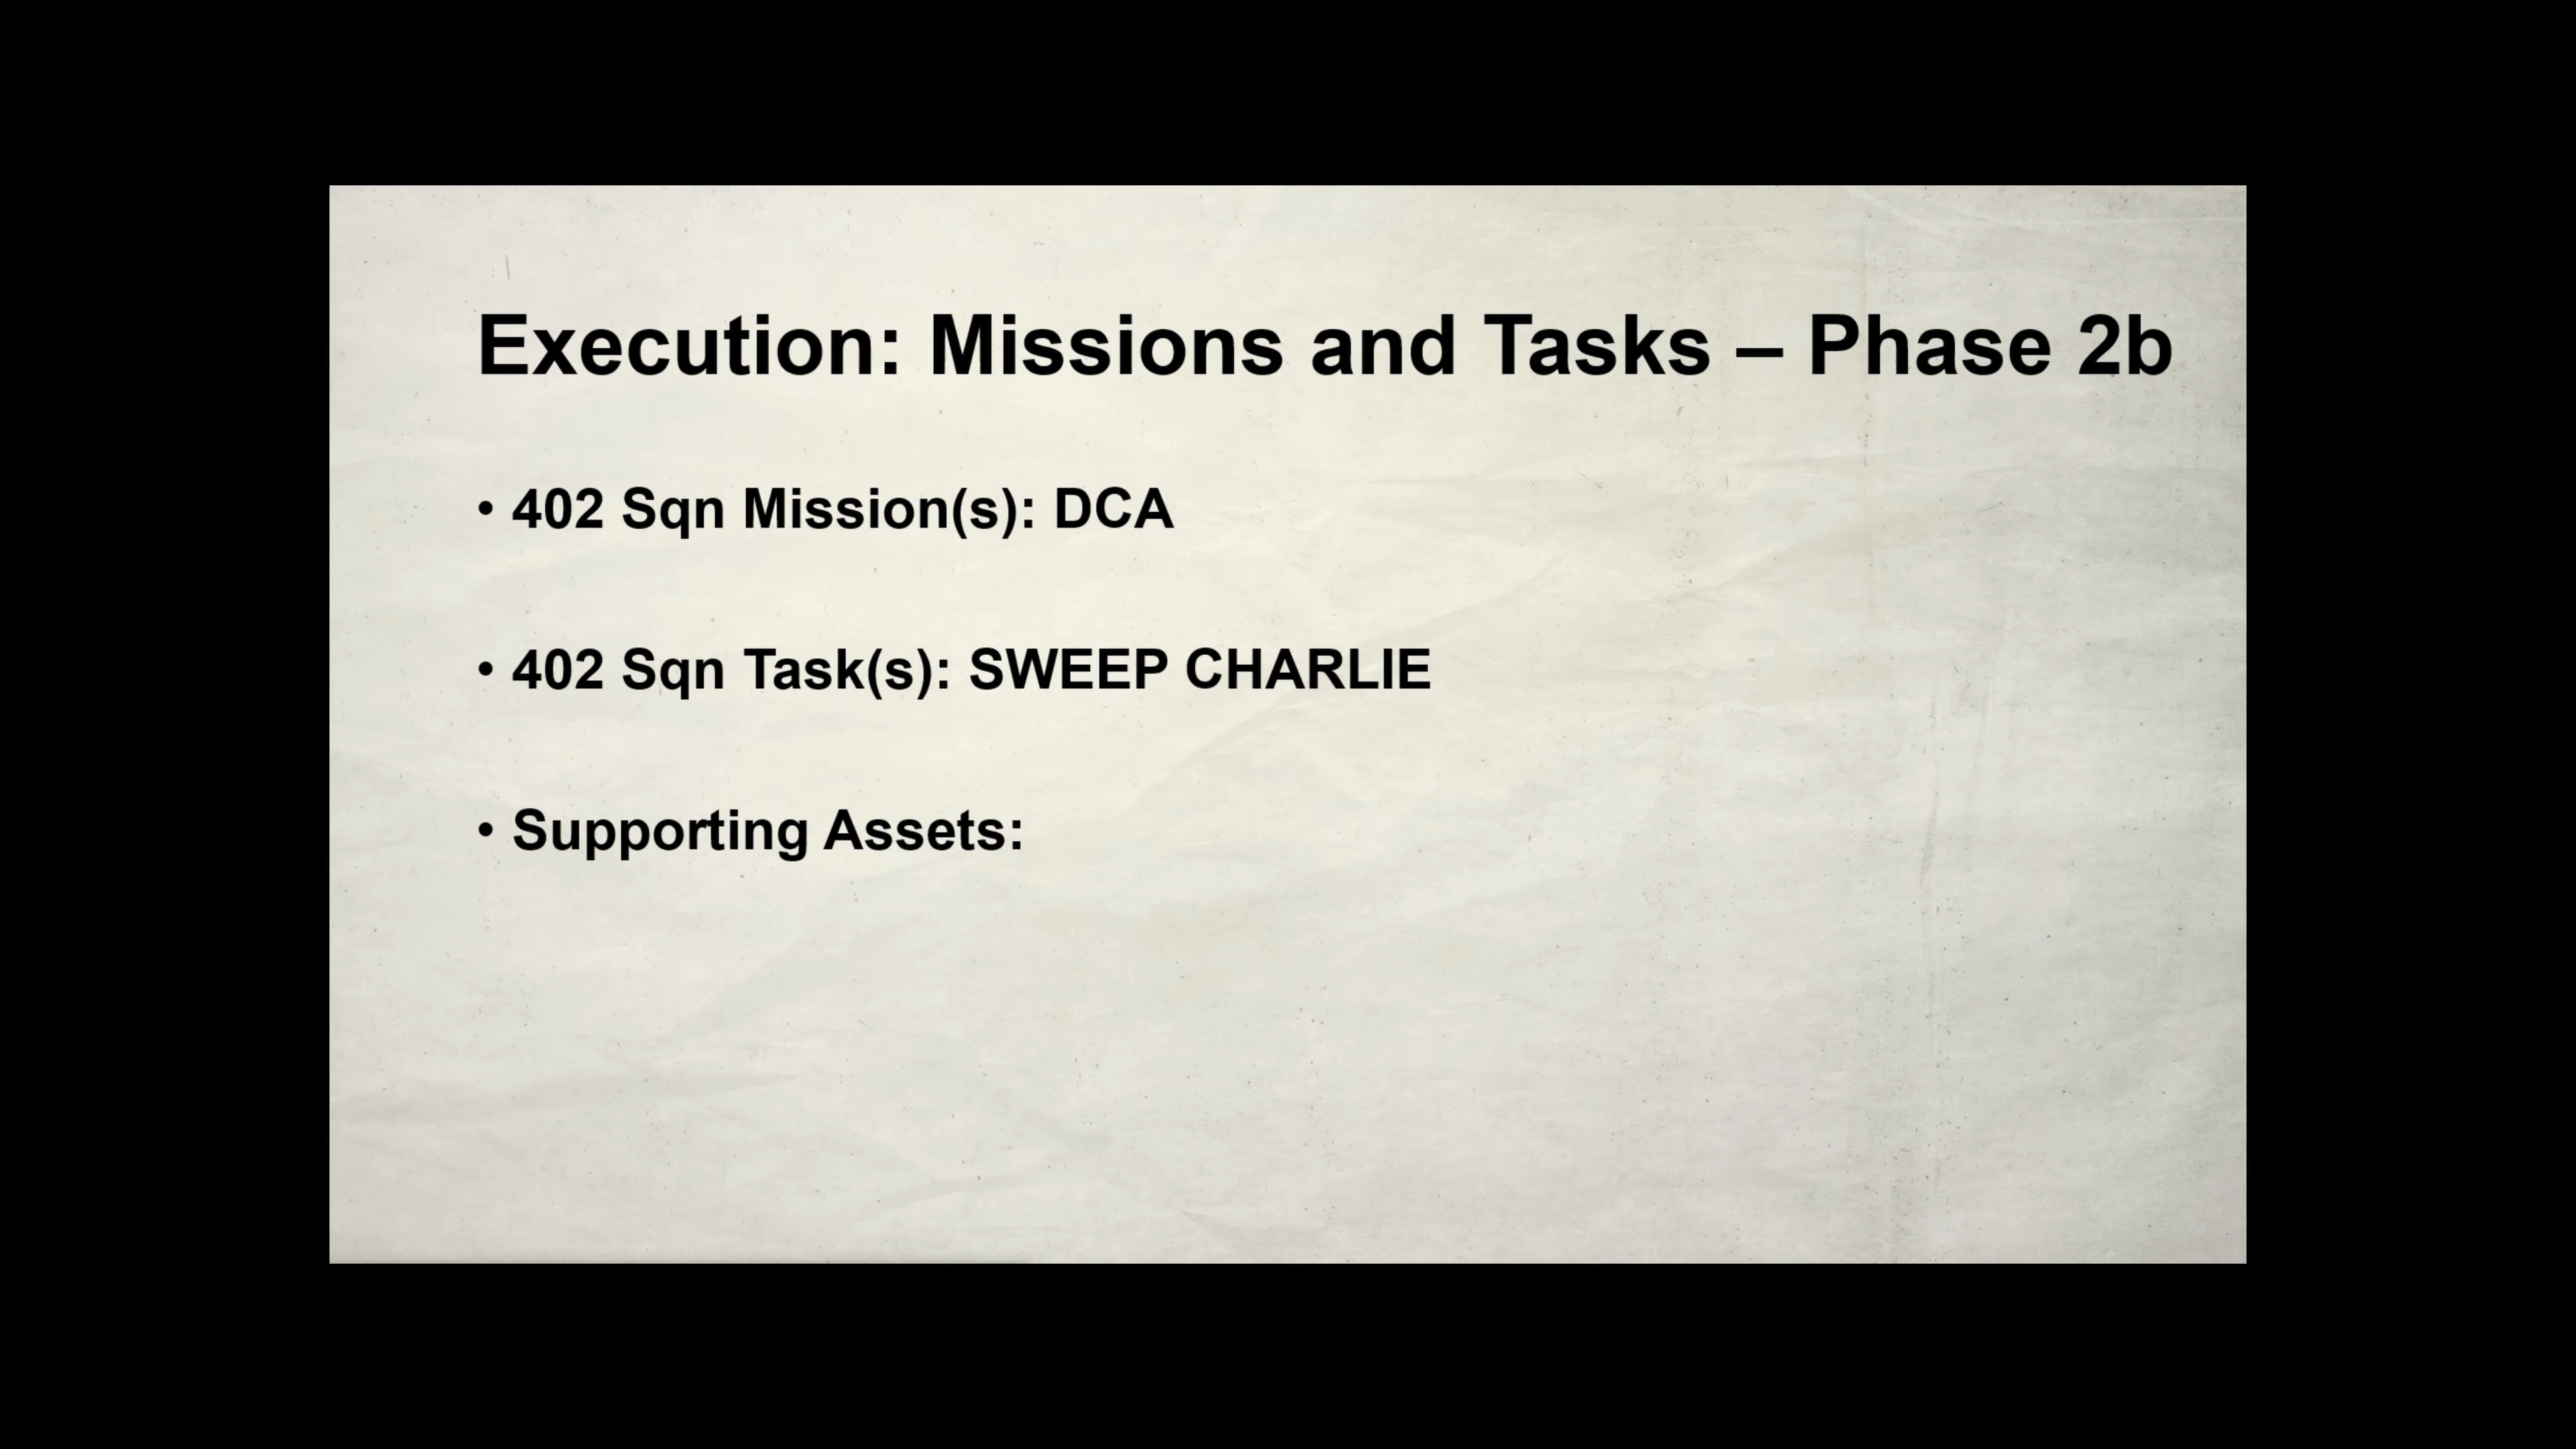 Execution: Missions and Tasks – Phase 2b
• 402 Sqn Mission(s): DCA
• 402 Sqn Task(s): SWEEP CHARLIE
• Supporting Assets: